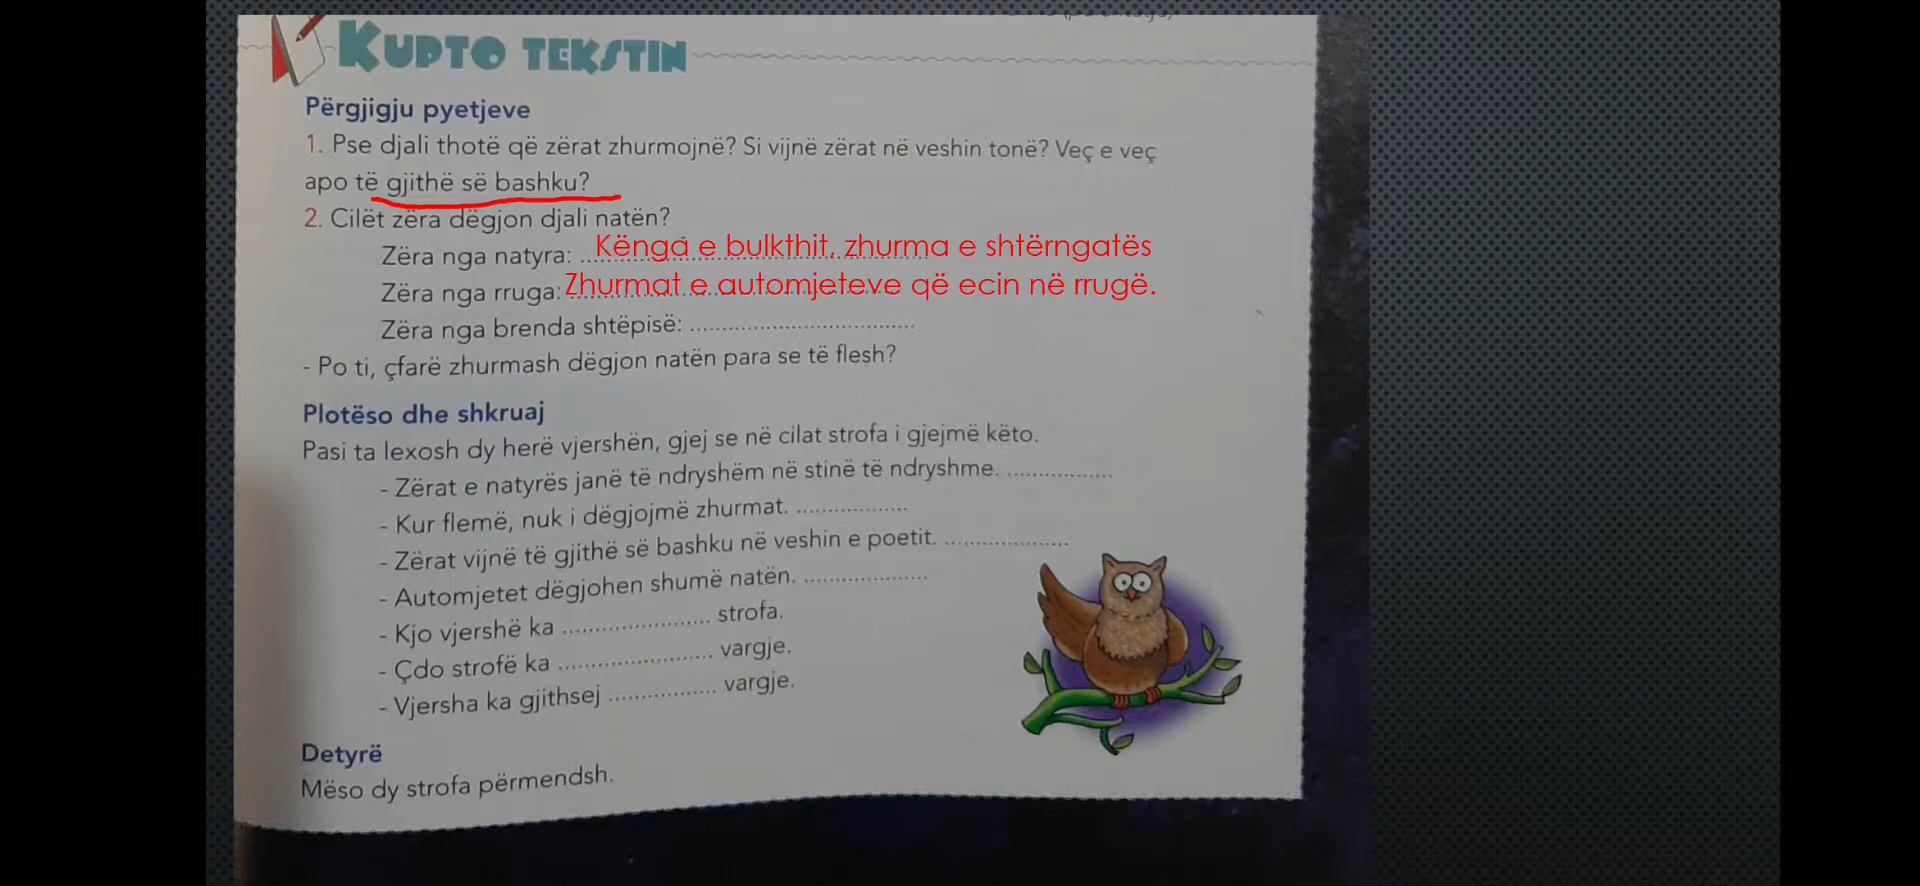 KUPTO TEKSTIN
Përgjigju pyetjeve
1. Pse djali thotë që zërat zhurmojnë? Si vijnë zërat në veshin tonë? Veç e veç
apo të gjithë së bashku?
2. Cilët zëra dëgjon djali natën?
Zëra nga natyra: Kënga e bulkthit, zhurma e shtërngatës
Zëra nga rruga: Zhurmat e automjeteve që ecin në rrugë.
Zëra nga brenda shtëpisë: ....................................
- Po ti, çfarë zhurmash dëgjon natën para se të flesh?
Plotëso dhe shkruaj
Pasi ta lexosh dy herë vjershën, gjej se në cilat strofa i gjejmë këto.
- Zërat e natyrës janë të ndryshëm në stinë të ndryshme. .................
- Kur flemë, nuk i dëgjojmë zhurmat. ..................
- Zërat vijnë të gjithë së bashku në veshin e poetit. ....................
- Automjetet dëgjohen shumë natën. ....................
- Kjo vjershë ka ........................ strofa.
- Çdo strofë ka ......................... vargje.
- Vjersha ka gjithsej ................. vargje.
Detyrë
Mëso dy strofa përmendsh.